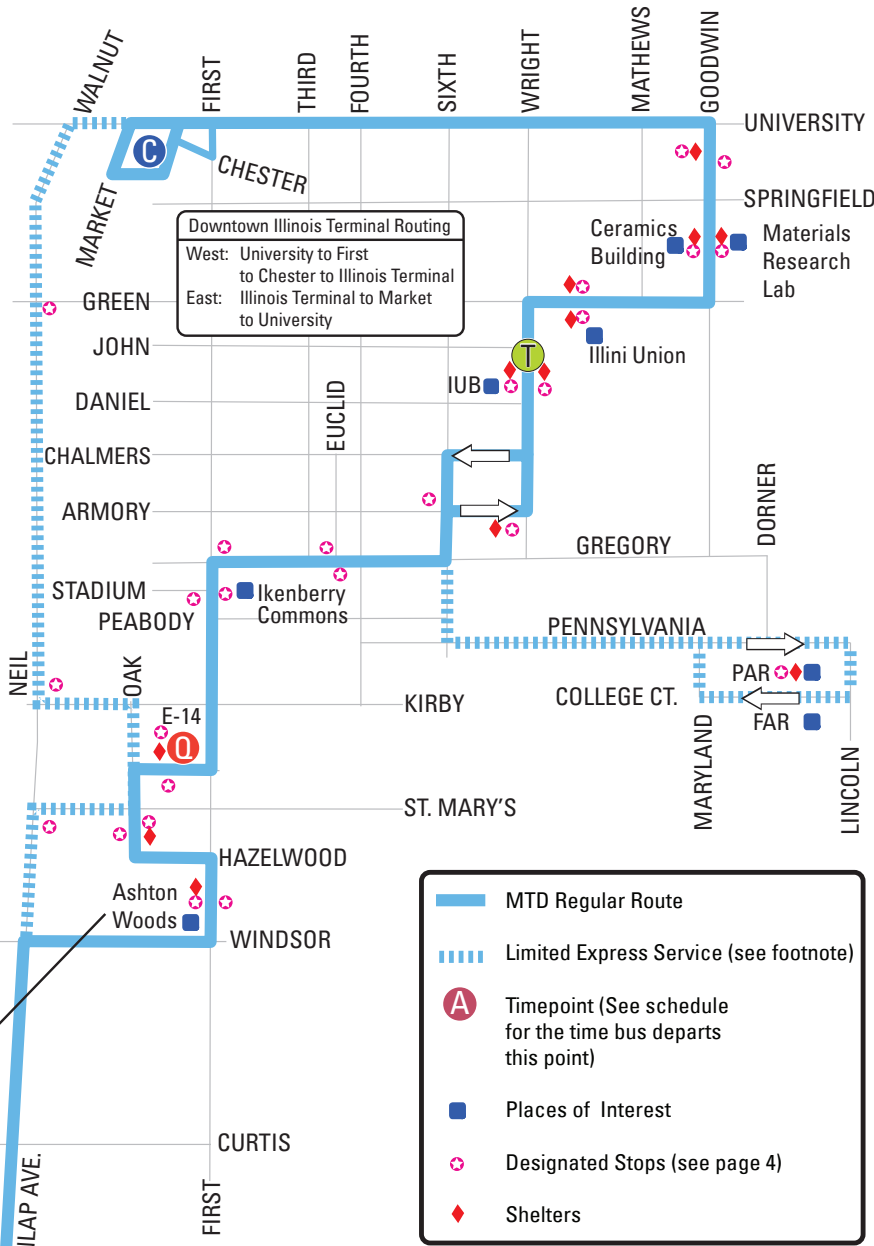 WALNUT
FIRST
THIRD
FOURTH
SIXTH
WRIGHT
MATHEWS
GOODWIN
UNIVERSITY
C
CHESTER
MARKET
SPRINGFIELD
Downtown Illinois Terminal Routing
West: University to First
to Chester to Illinois Terminal
East: Illinois Terminal to Market
to University
Ceramics
Building
Materials
Research
Lab
GREEN
JOHN
T
Illini Union
IUB
DANIEL
EUCLID
CHALMERS
ARMORY
DORNER
GREGORY
STADIUM
Ikenberry
Commons
PEABODY
PENNSYLVANIA
NEIL
OAK
PAR
KIRBY
COLLEGE CT.
E-14
FAR
Q
MARYLAND
LINCOLN
ST. MARY'S
HAZELWOOD
Ashton
Woods
WINDSOR
MTD Regular Route
Limited Express Service (see footnote)
A
Timepoint (See schedule
for the time bus departs
this point)
Places of Interest
CURTIS
Designated Stops (see page 4)
ILAP AVE.
FIRST
Shelters